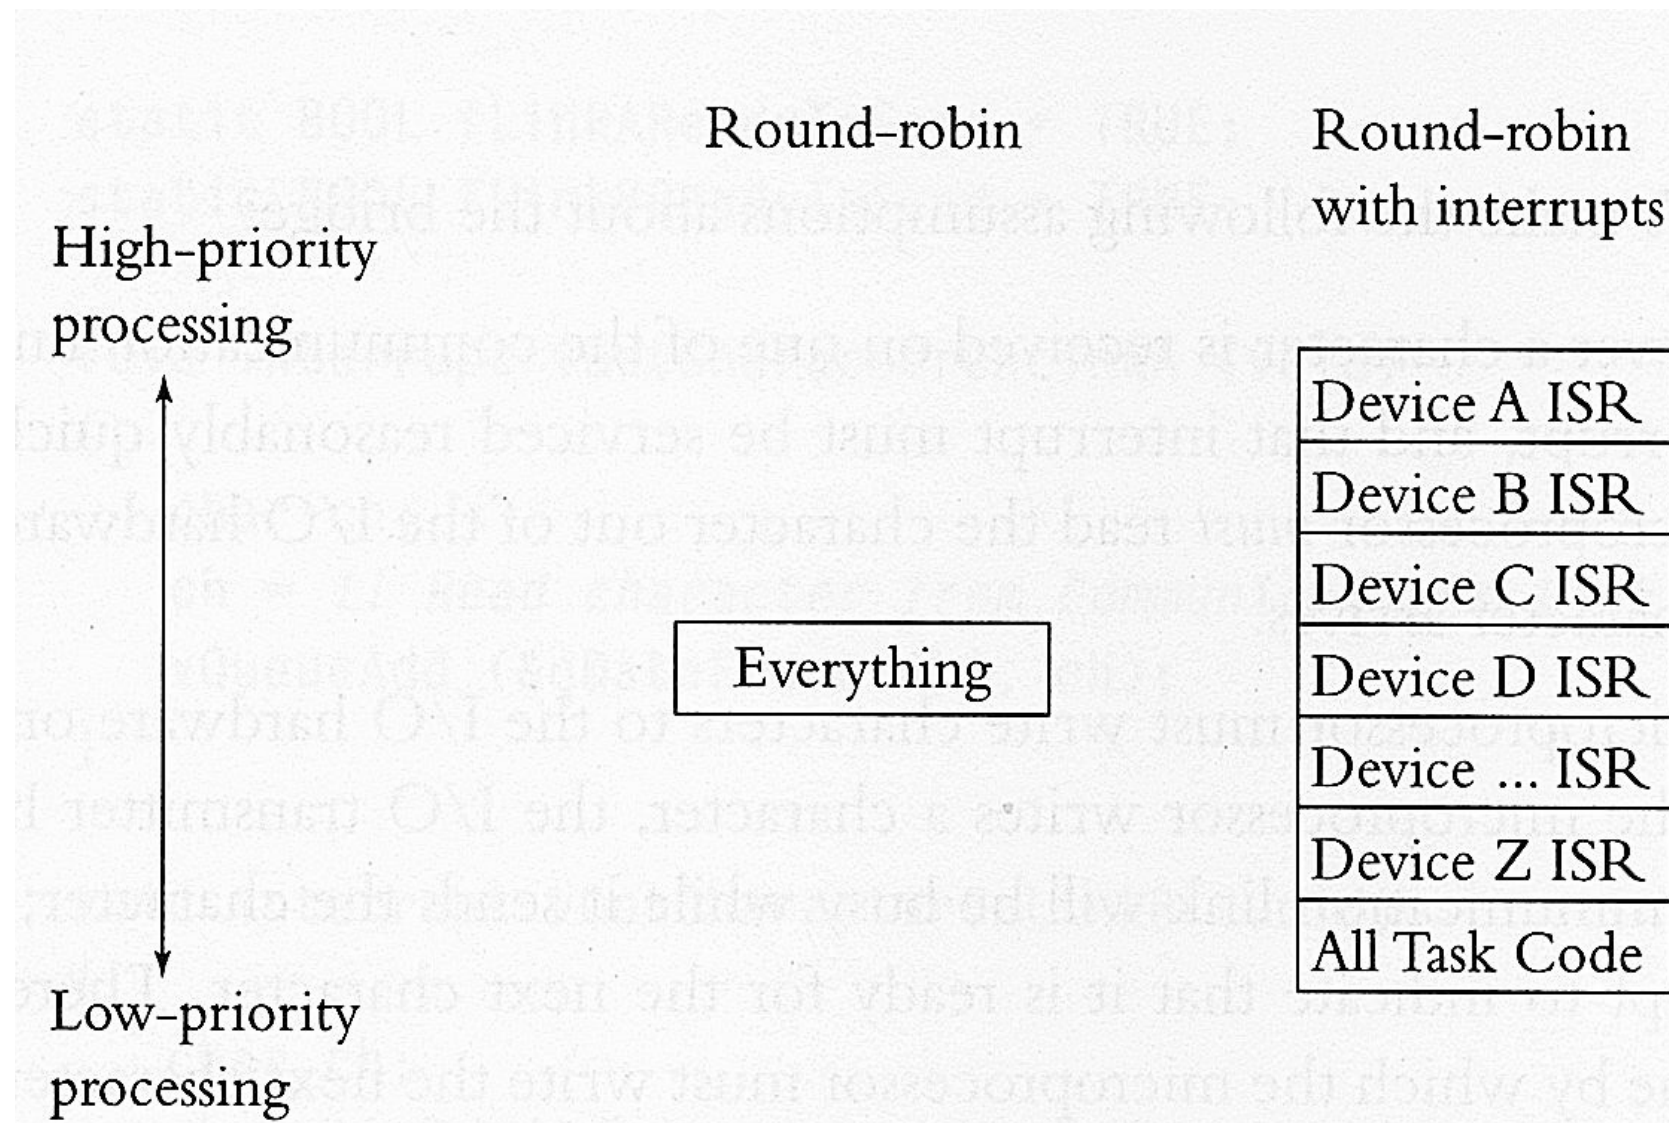 Round-robin
Round-robin
with interrupts
High-priority
processing
Device A ISR
Device B ISR
Device C ISR
Everything
Device D ISR
Device ... ISR
Device Z ISR
All Task Code
Low-priority
processing